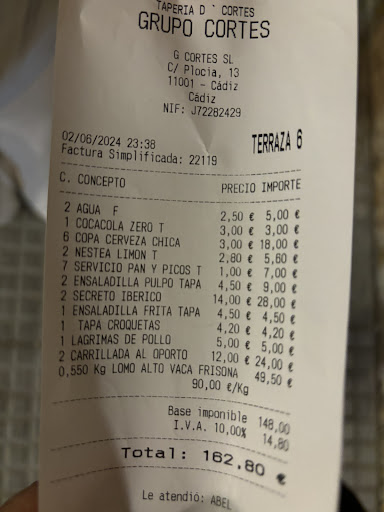 TAPERIA D ' CORTES
GRUPO CORTES
G CORTES SL
C/ Plocia, 13
11001 - Cádiz
Cádiz
NIF: J72282429
02/06/2024 23:38
TERRAZA 6
Factura Simplificada: 22119
C. CONCEPTO PRECIO IMPORTE
2 AGUA F 2,50 € 5,00 €
1 COCACOLA ZERO T 3,00 € 3,00 €
6 COPA CERVEZA CHICA 3,00 € 18,00 €
2 NESTEA LIMON T 2,80 € 5,60 €
7 SERVICIO PAN Y PICOS T 1,00 € 7,00 €
2 ENSALADILLA PULPO TAPA 4,50 € 9,00 €
2 SECRETO IBERICO 14,00 € 28,00 €
1 ENSALADILLA FRITA TAPA 4,50 € 4,50 €
1 TAPA CROQUETAS 4,20 € 4,20 €
1 LAGRIMAS DE POLLO 5,00 € 5,00 €
2 CARRILLADA AL OPORTO 12,00 € 24,00 €
0,550 Kg LOMO ALTO VACA FRISONA 49,50 €
90,00 €/Kg
Base imponible 148,00
I.V.A. 10,00% 14,80
Total: 162,80 €
Le atendió: ABEL